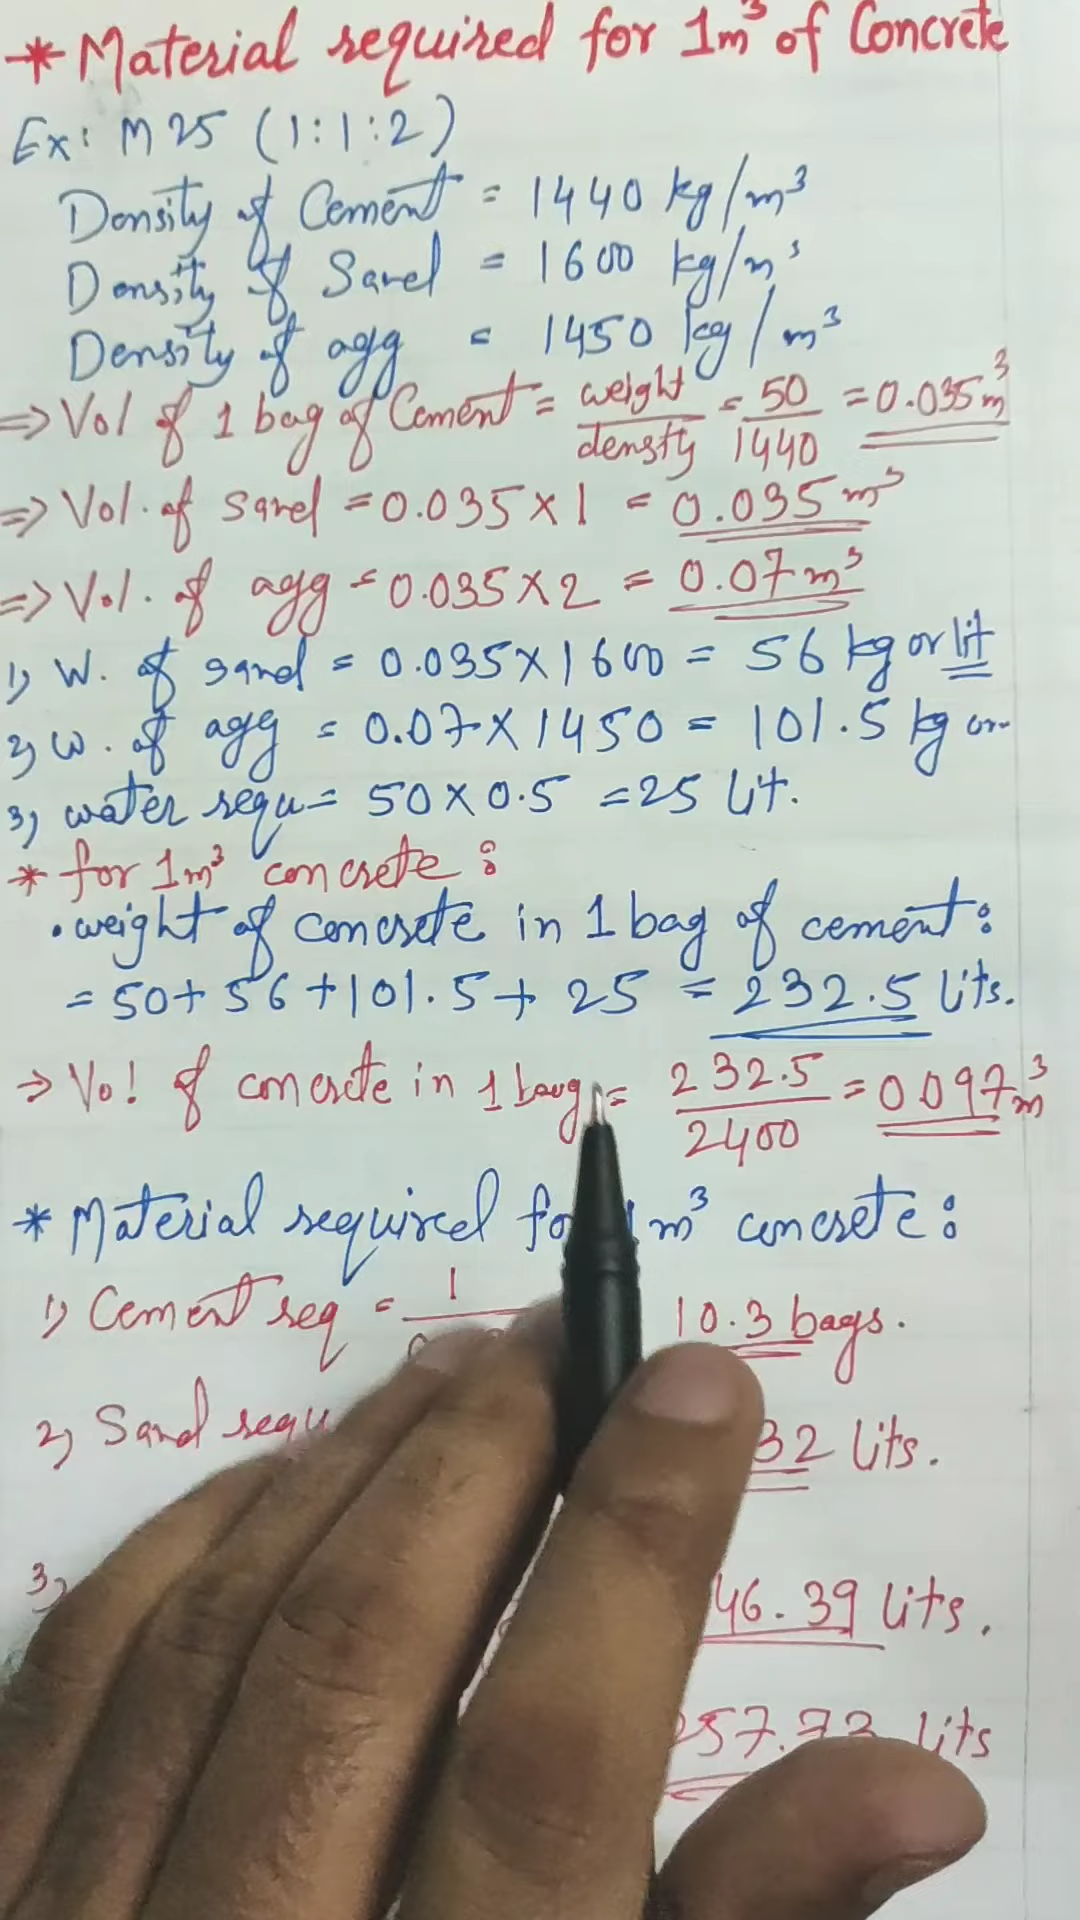 * Material required for 1m³ of Concrete
Ex: M25 (1:1:2)
Density of Cement = 1440 kg/m³
Density of Sand = 1600 kg/m³
Density of agg = 1450 kg/m³
⇒ Vol of 1 bag of Cement = weight/density = 50/1440 = 0.035 m³
⇒ Vol. of sand = 0.035 × 1 = 0.035 m³
⇒ Vol. of agg = 0.035 × 2 = 0.07 m³
1) W. of sand = 0.035 × 1600 = 56 kg or lit
2) W. of agg = 0.07 × 1450 = 101.5 kg or
3) water requ = 50 × 0.5 = 25 Lit.
* for 1m³ concrete :
• weight of concrete in 1 bag of cement :
= 50 + 56 + 101.5 + 25 = 232.5 Lits.
⇒ Vol of concrete in 1 bag = 232.5/2400 = 0.097 m³
* Material required for 1 m³ concrete :
1) Cement req = 1 10.3 bags.
2) Sand requ 32 Lits.
3) 46.39 Lits.
257.73 Lits